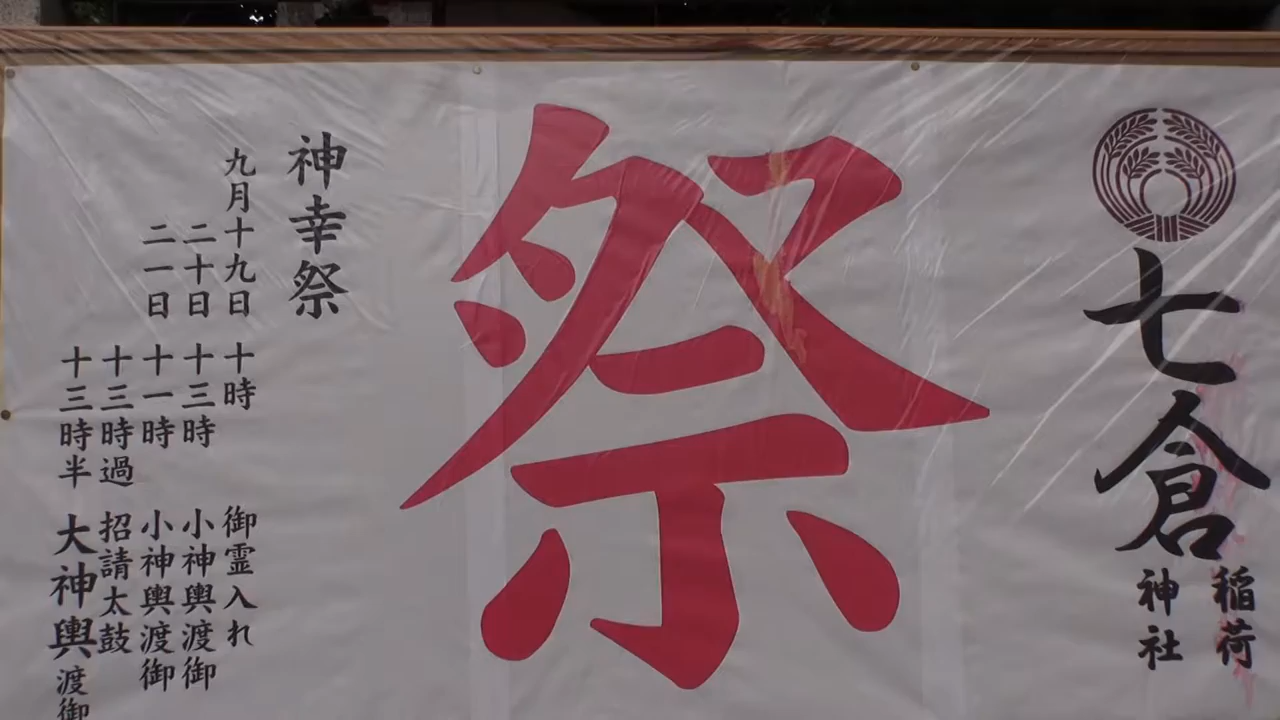 七倉
稲荷
神社
祭
神幸祭
九月十九日 十時 御霊入れ
二十日 十三時 小神輿渡御
二一日 十一時 小神輿渡御
十三時過 招請太鼓
十三時半 大神輿渡御